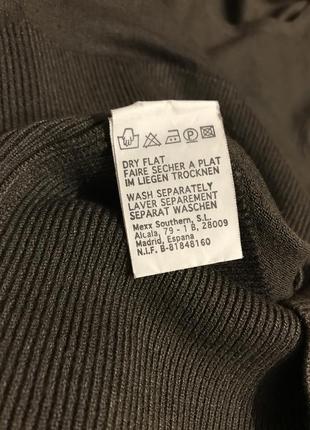 DRY FLAT
FAIRE SECHER A PLAT
IM LIEGEN TROCKNEN
WASH SEPARATELY
LAVER SEPAREMENT
SEPARAT WASCHEN
Mexx Southern, S.L.
Alcala, 79 - 1 B, 28009
Madrid, Espana
N.I.F. B-81848160